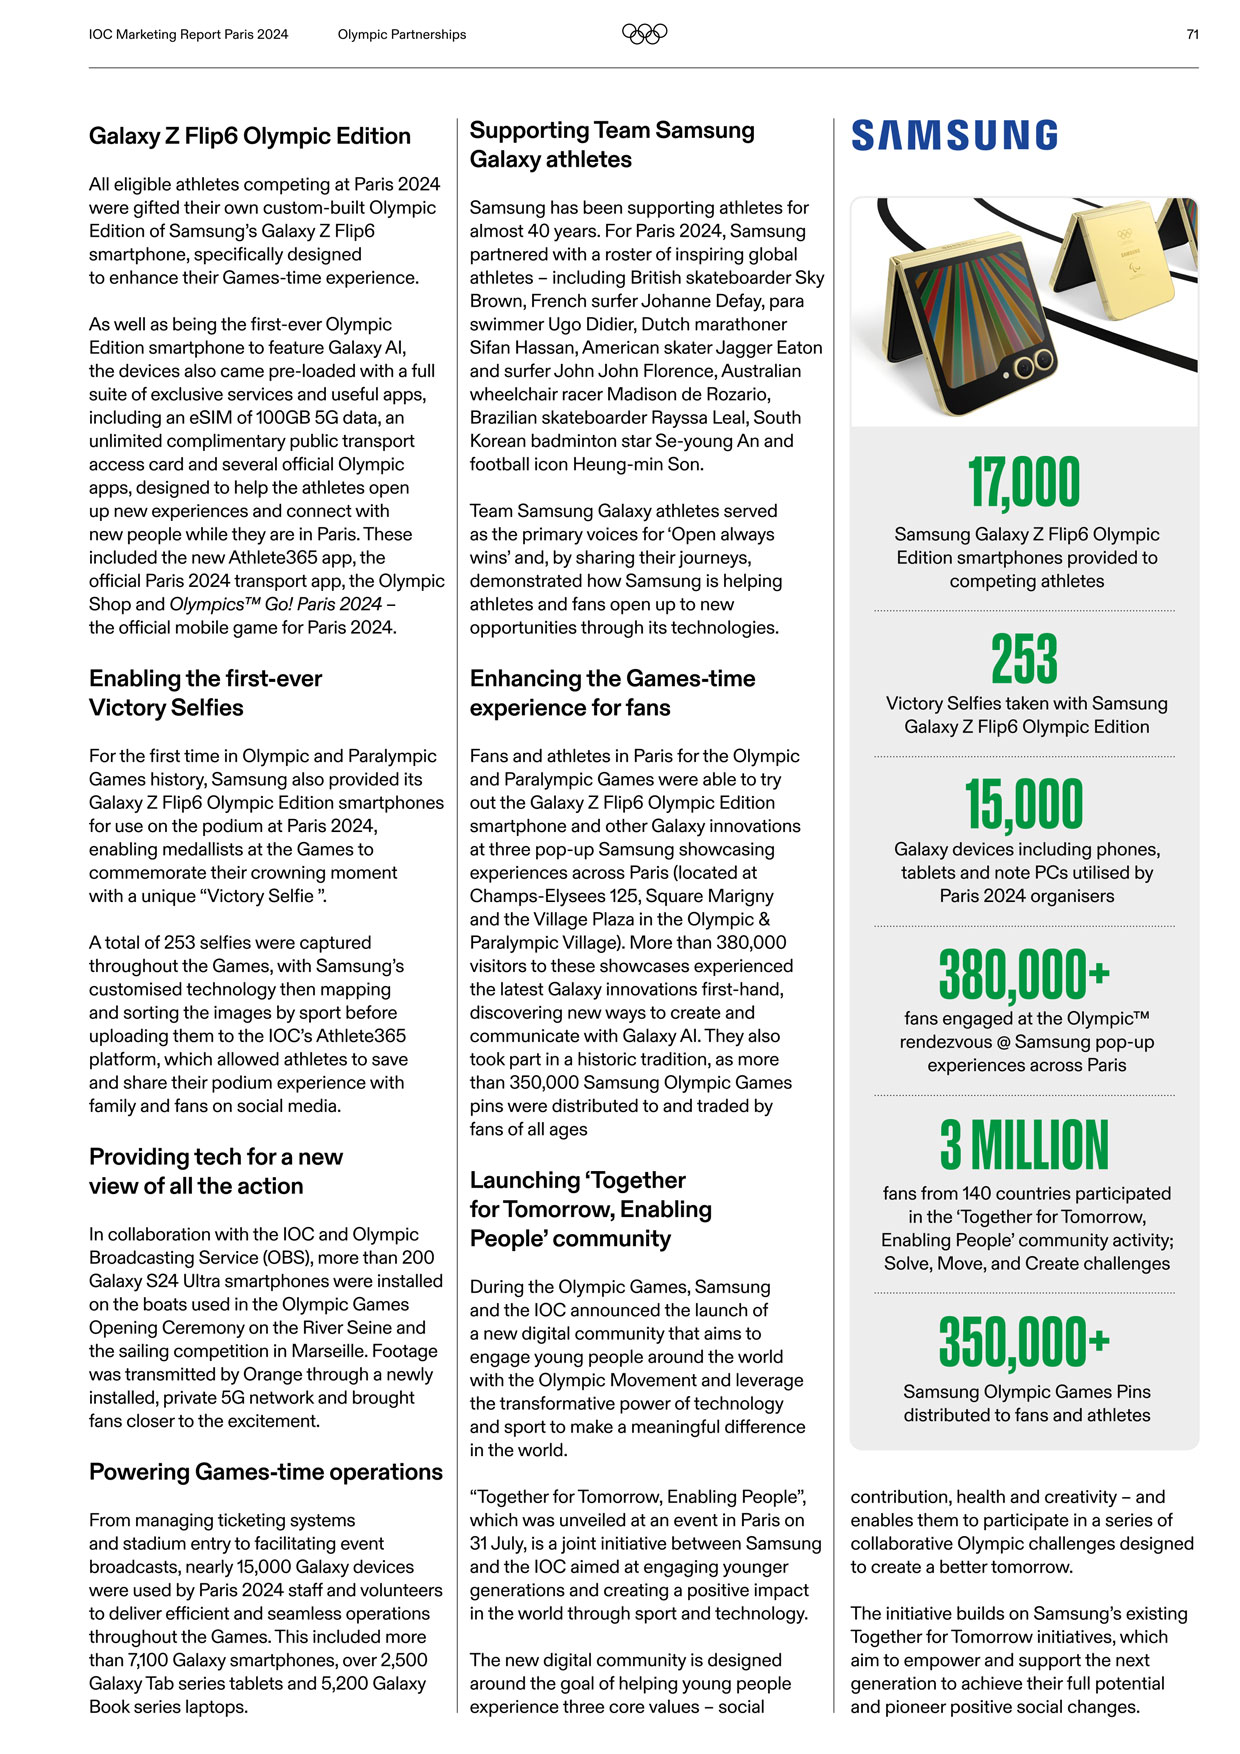 IOC Marketing Report Paris 2024
Olympic Partnerships
71
Galaxy Z Flip6 Olympic Edition
All eligible athletes competing at Paris 2024
were gifted their own custom-built Olympic
Edition of Samsung's Galaxy Z Flip6
smartphone, specifically designed
to enhance their Games-time experience.
As well as being the first-ever Olympic
Edition smartphone to feature Galaxy AI,
the devices also came pre-loaded with a full
suite of exclusive services and useful apps,
including an eSIM of 100GB 5G data, an
unlimited complimentary public transport
access card and several official Olympic
apps, designed to help the athletes open
up new experiences and connect with
new people while they are in Paris. These
included the new Athlete365 app, the
official Paris 2024 transport app, the Olympic
Shop and Olympics™ Go! Paris 2024 –
the official mobile game for Paris 2024.
Enabling the first-ever
Victory Selfies
For the first time in Olympic and Paralympic
Games history, Samsung also provided its
Galaxy Z Flip6 Olympic Edition smartphones
for use on the podium at Paris 2024,
enabling medallists at the Games to
commemorate their crowning moment
with a unique “Victory Selfie ”.
A total of 253 selfies were captured
throughout the Games, with Samsung's
customised technology then mapping
and sorting the images by sport before
uploading them to the IOC's Athlete365
platform, which allowed athletes to save
and share their podium experience with
family and fans on social media.
Providing tech for a new
view of all the action
In collaboration with the IOC and Olympic
Broadcasting Service (OBS), more than 200
Galaxy S24 Ultra smartphones were installed
on the boats used in the Olympic Games
Opening Ceremony on the River Seine and
the sailing competition in Marseille. Footage
was transmitted by Orange through a newly
installed, private 5G network and brought
fans closer to the excitement.
Powering Games-time operations
From managing ticketing systems
and stadium entry to facilitating event
broadcasts, nearly 15,000 Galaxy devices
were used by Paris 2024 staff and volunteers
to deliver efficient and seamless operations
throughout the Games. This included more
than 7,100 Galaxy smartphones, over 2,500
Galaxy Tab series tablets and 5,200 Galaxy
Book series laptops.
Supporting Team Samsung
Galaxy athletes
Samsung has been supporting athletes for
almost 40 years. For Paris 2024, Samsung
partnered with a roster of inspiring global
athletes – including British skateboarder Sky
Brown, French surfer Johanne Defay, para
swimmer Ugo Didier, Dutch marathoner
Sifan Hassan, American skater Jagger Eaton
and surfer John John Florence, Australian
wheelchair racer Madison de Rozario,
Brazilian skateboarder Rayssa Leal, South
Korean badminton star Se-young An and
football icon Heung-min Son.
Team Samsung Galaxy athletes served
as the primary voices for ‘Open always
wins’ and, by sharing their journeys,
demonstrated how Samsung is helping
athletes and fans open up to new
opportunities through its technologies.
Enhancing the Games-time
experience for fans
Fans and athletes in Paris for the Olympic
and Paralympic Games were able to try
out the Galaxy Z Flip6 Olympic Edition
smartphone and other Galaxy innovations
at three pop-up Samsung showcasing
experiences across Paris (located at
Champs-Elysees 125, Square Marigny
and the Village Plaza in the Olympic &
Paralympic Village). More than 380,000
visitors to these showcases experienced
the latest Galaxy innovations first-hand,
discovering new ways to create and
communicate with Galaxy AI. They also
took part in a historic tradition, as more
than 350,000 Samsung Olympic Games
pins were distributed to and traded by
fans of all ages
Launching ‘Together
for Tomorrow, Enabling
People’ community
During the Olympic Games, Samsung
and the IOC announced the launch of
a new digital community that aims to
engage young people around the world
with the Olympic Movement and leverage
the transformative power of technology
and sport to make a meaningful difference
in the world.
“Together for Tomorrow, Enabling People”,
which was unveiled at an event in Paris on
31 July, is a joint initiative between Samsung
and the IOC aimed at engaging younger
generations and creating a positive impact
in the world through sport and technology.
The new digital community is designed
around the goal of helping young people
experience three core values – social
SAMSUNG
17,000
Samsung Galaxy Z Flip6 Olympic
Edition smartphones provided to
competing athletes
253
Victory Selfies taken with Samsung
Galaxy Z Flip6 Olympic Edition
15,000
Galaxy devices including phones,
tablets and note PCs utilised by
Paris 2024 organisers
380,000+
fans engaged at the Olympic™
rendezvous @ Samsung pop-up
experiences across Paris
3 MILLION
fans from 140 countries participated
in the ‘Together for Tomorrow,
Enabling People’ community activity;
Solve, Move, and Create challenges
350,000+
Samsung Olympic Games Pins
distributed to fans and athletes
contribution, health and creativity – and
enables them to participate in a series of
collaborative Olympic challenges designed
to create a better tomorrow.
The initiative builds on Samsung's existing
Together for Tomorrow initiatives, which
aim to empower and support the next
generation to achieve their full potential
and pioneer positive social changes.